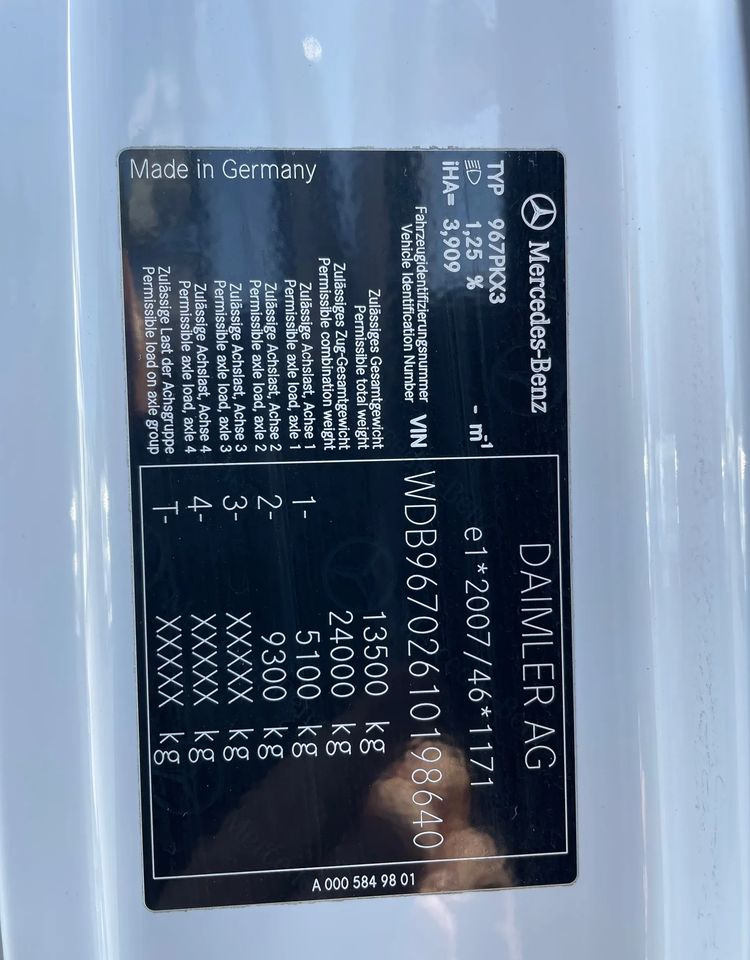 Mercedes-Benz
DAIMLER AG
TYP 967PKX3
e1*2007/46*1171
1,25 % - m⁻¹
iHA= 3,909
Fahrzeugidentifizierungsnummer
Vehicle Identification Number VIN WDB9670261019864​0
Zulässiges Gesamtgewicht
Permissible total weight 13500 kg
Zulässiges Zug-Gesamtgewicht
Permissible combination weight 24000 kg
Zulässige Achslast, Achse 1
Permissible axle load, axle 1 1- 5100 kg
Zulässige Achslast, Achse 2
Permissible axle load, axle 2 2- 9300 kg
Zulässige Achslast, Achse 3
Permissible axle load, axle 3 3- XXXXX kg
Zulässige Achslast, Achse 4
Permissible axle load, axle 4 4- XXXXX kg
Zulässige Last der Achsgruppe
Permissible load on axle group T- XXXXX kg
Made in Germany
A 000 584 98 01